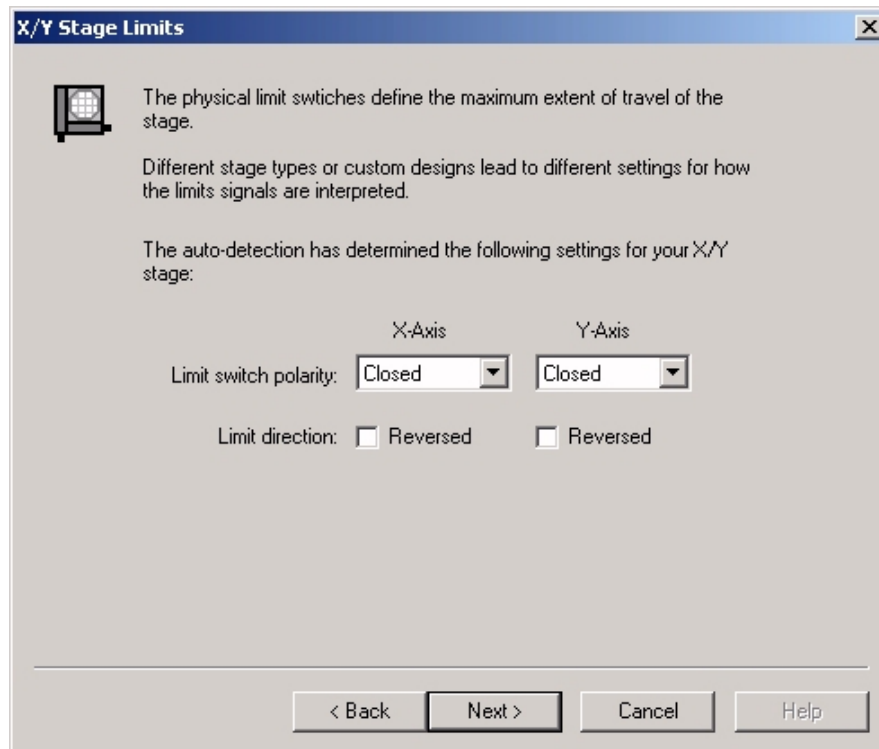 X/Y Stage Limits
The physical limit swtiches define the maximum extent of travel of the
stage.
Different stage types or custom designs lead to different settings for how
the limits signals are interpreted.
The auto-detection has determined the following settings for your X/Y
stage:
X-Axis Y-Axis
Limit switch polarity: Closed Closed
Limit direction: Reversed Reversed
< Back Next > Cancel Help